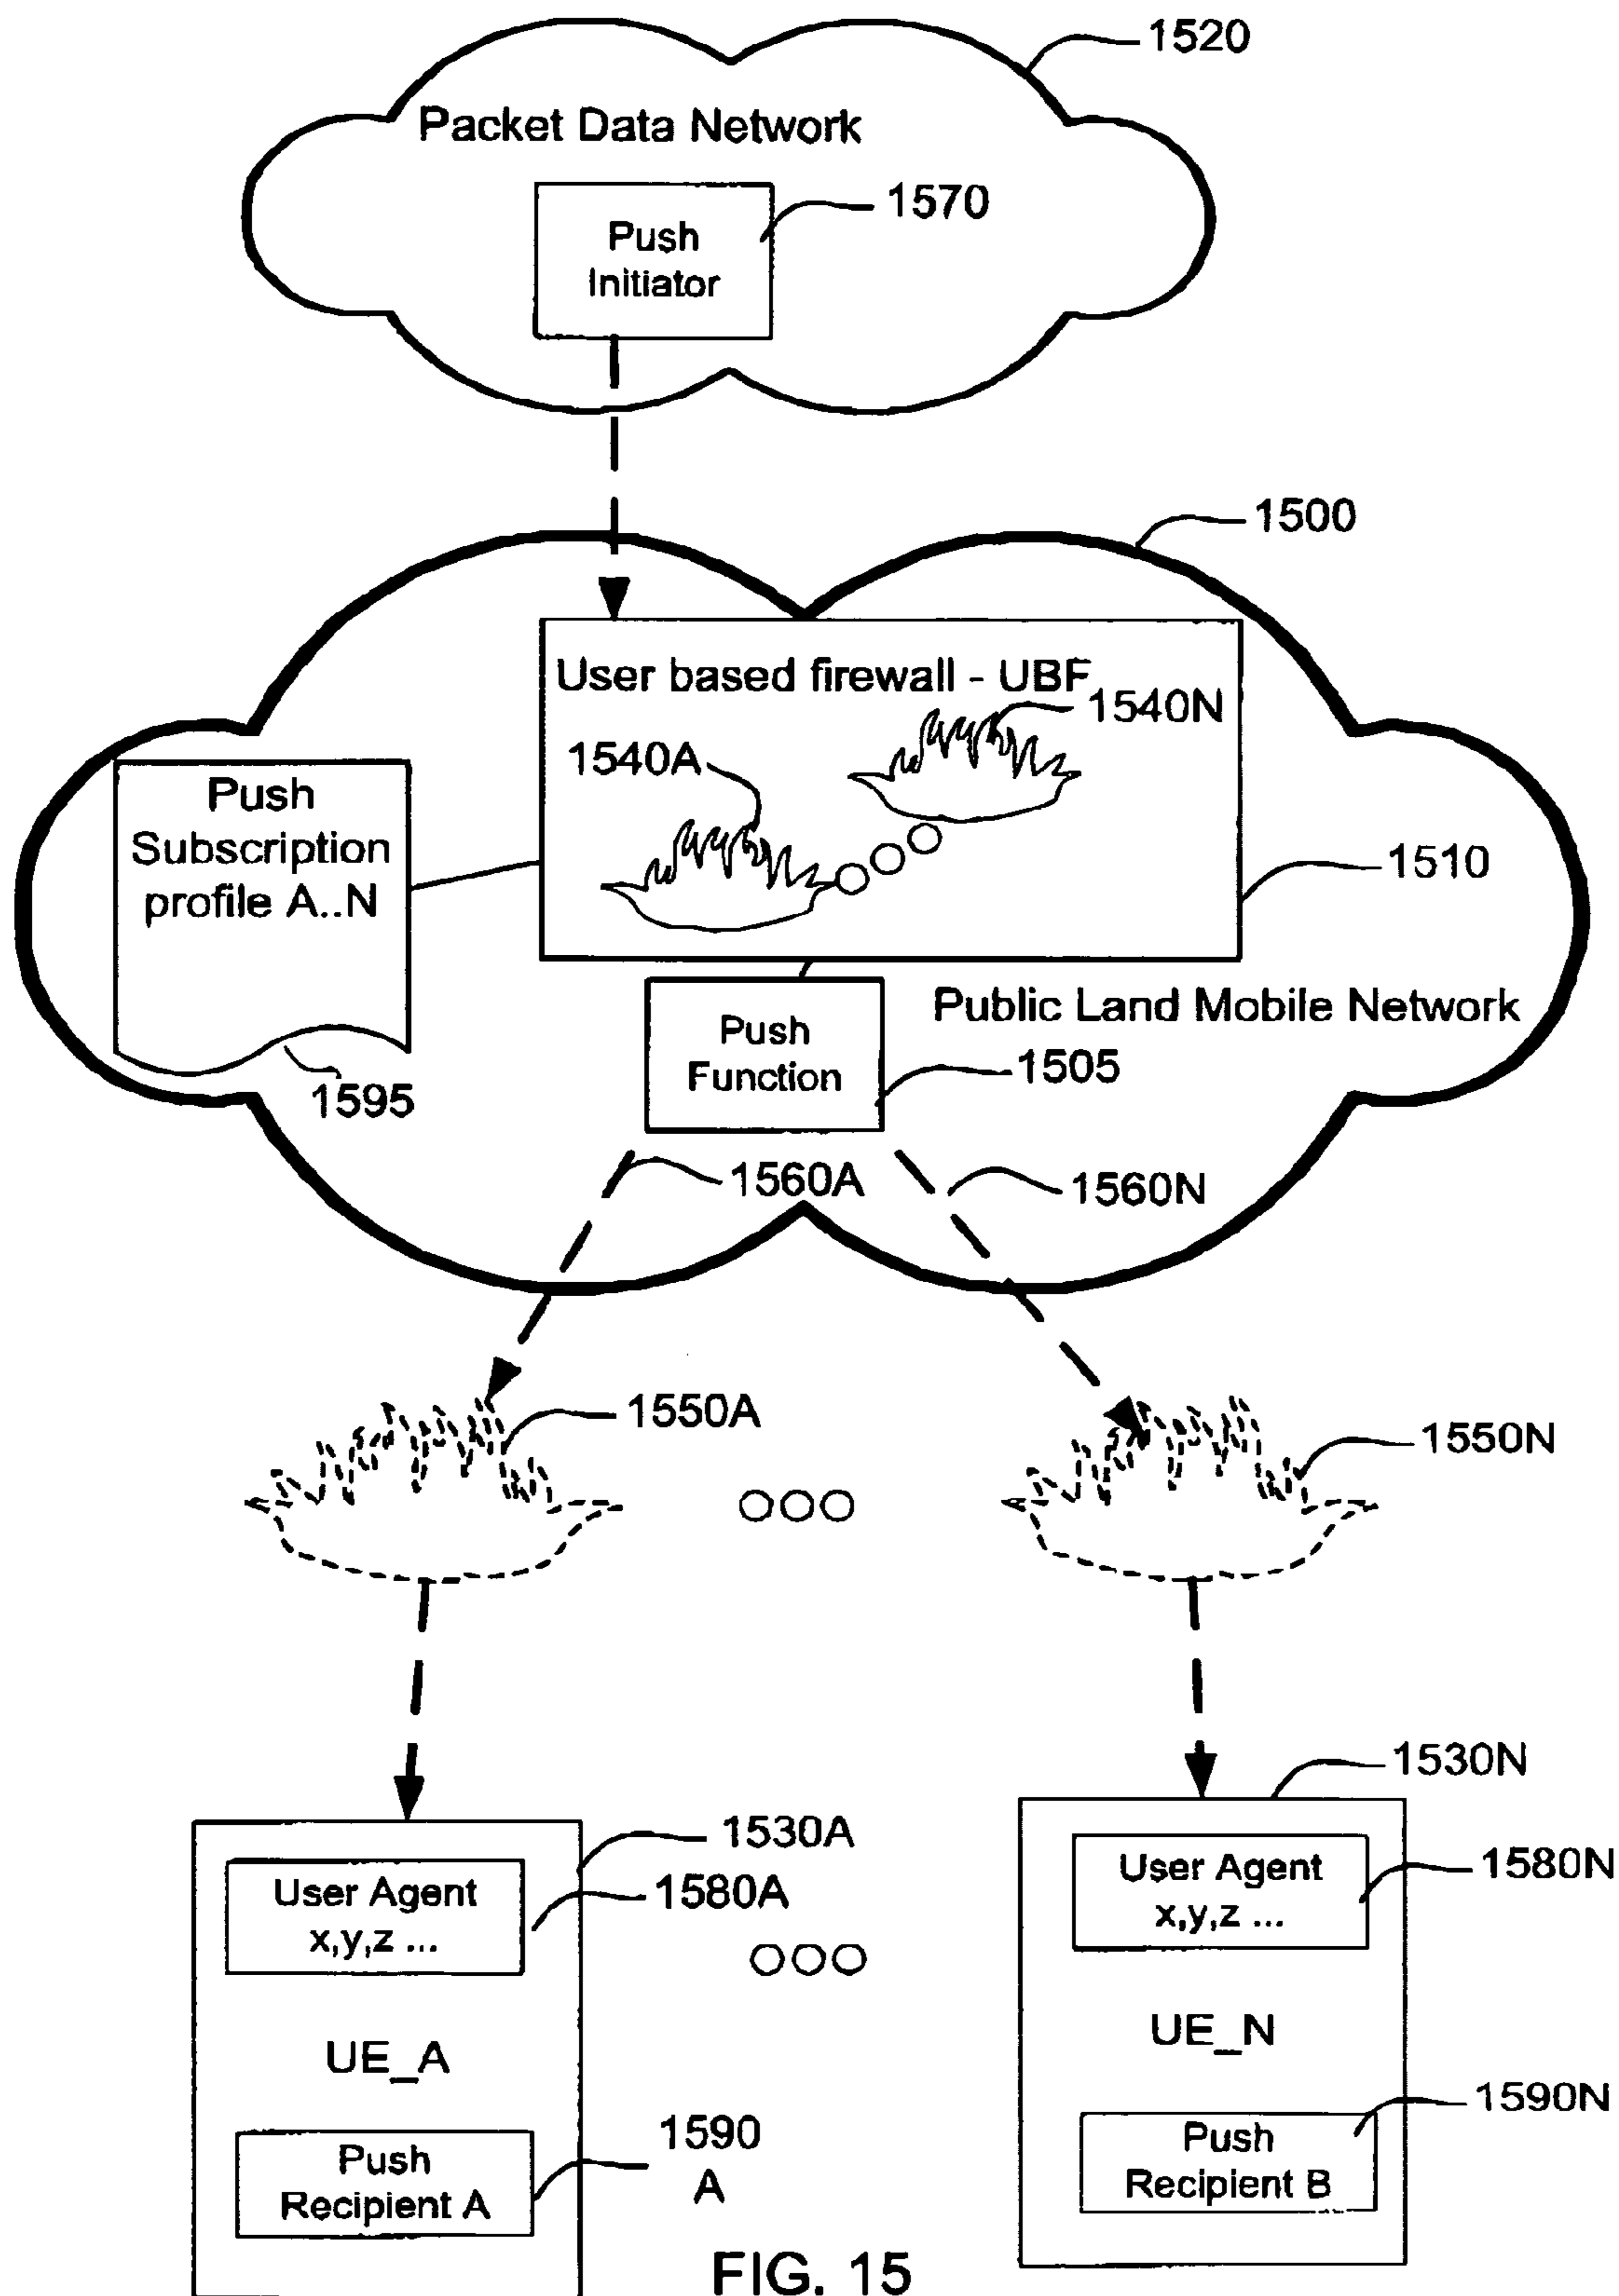 1520
Packet Data Network
1570
Push
Initiator
1500
User based firewall - UBF
1540N
1540A
Push
Subscription
profile A..N
1510
Public Land Mobile Network
Push
Function
1505
1595
1560A
1560N
1550A
1550N
1530N
1530A
User Agent
x,y,z ...
1580A
User Agent
x,y,z ...
1580N
UE_A
UE_N
1590N
1590
A
Push
Recipient A
Push
Recipient B
FIG. 15